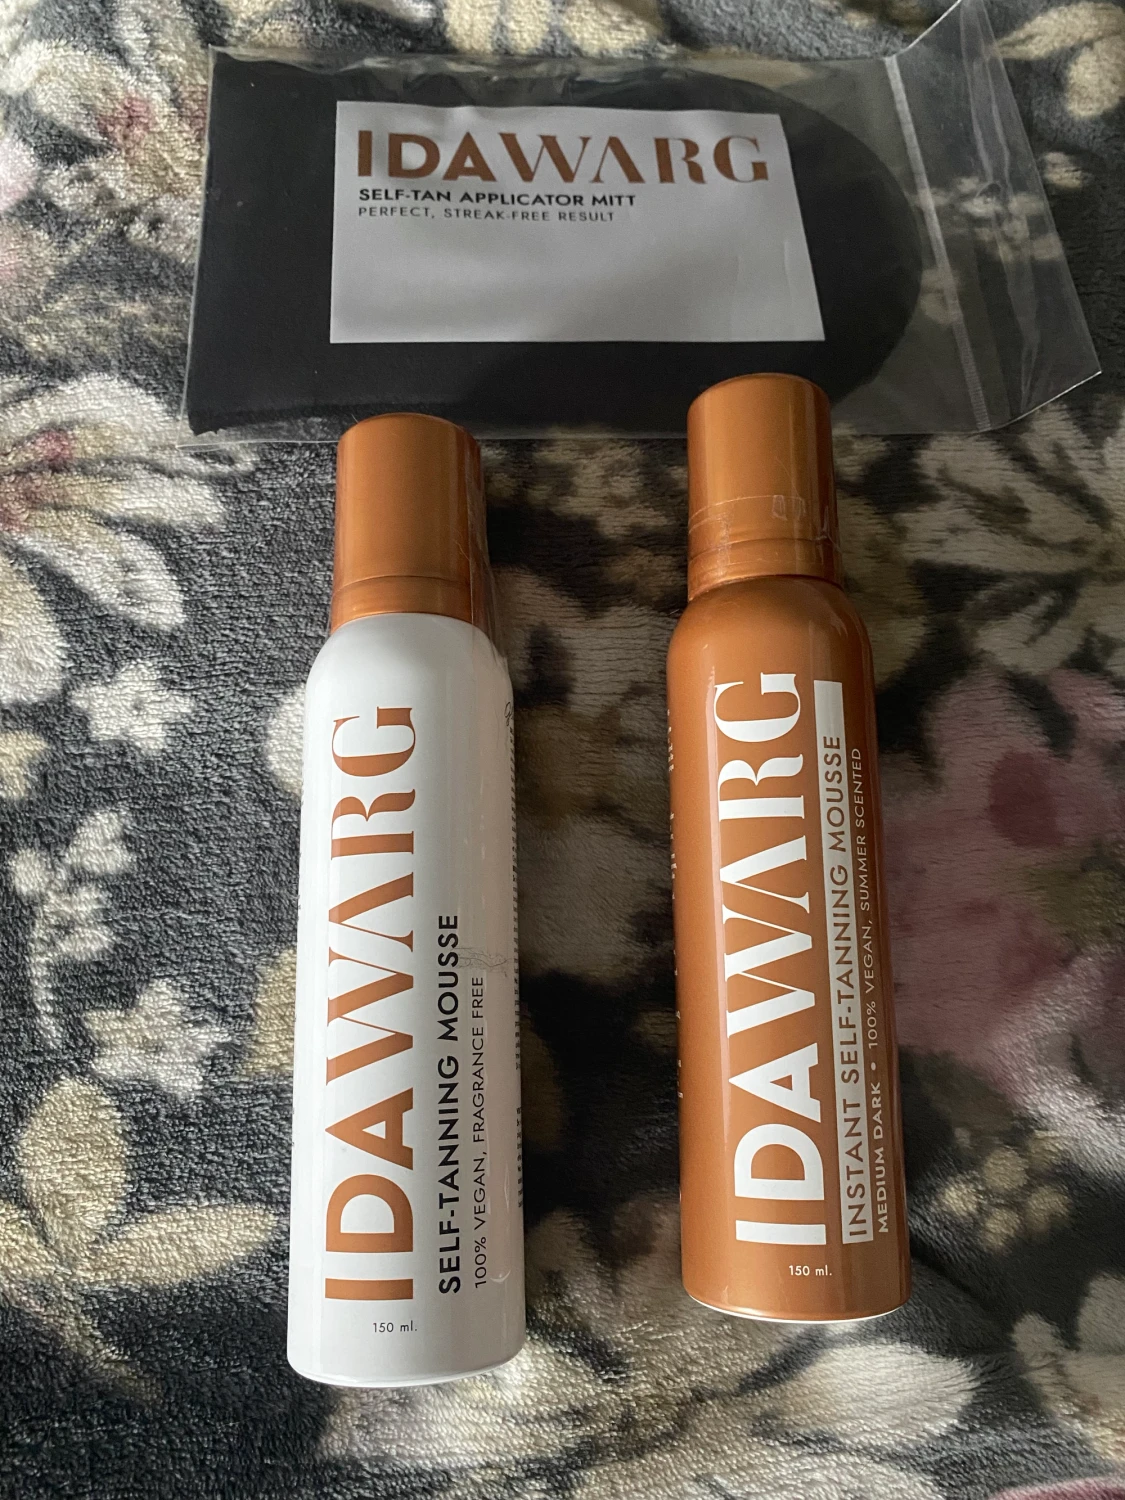 IDAWARG
SELF-TAN APPLICATOR MITT
PERFECT, STREAK-FREE RESULT
IDAWARG
SELF-TANNING MOUSSE
100% VEGAN, FRAGRANCE FREE
150 ml.
IDAWARG
INSTANT SELF-TANNING MOUSSE
MEDIUM DARK • 100% VEGAN, SUMMER SCENTED
150 ml.